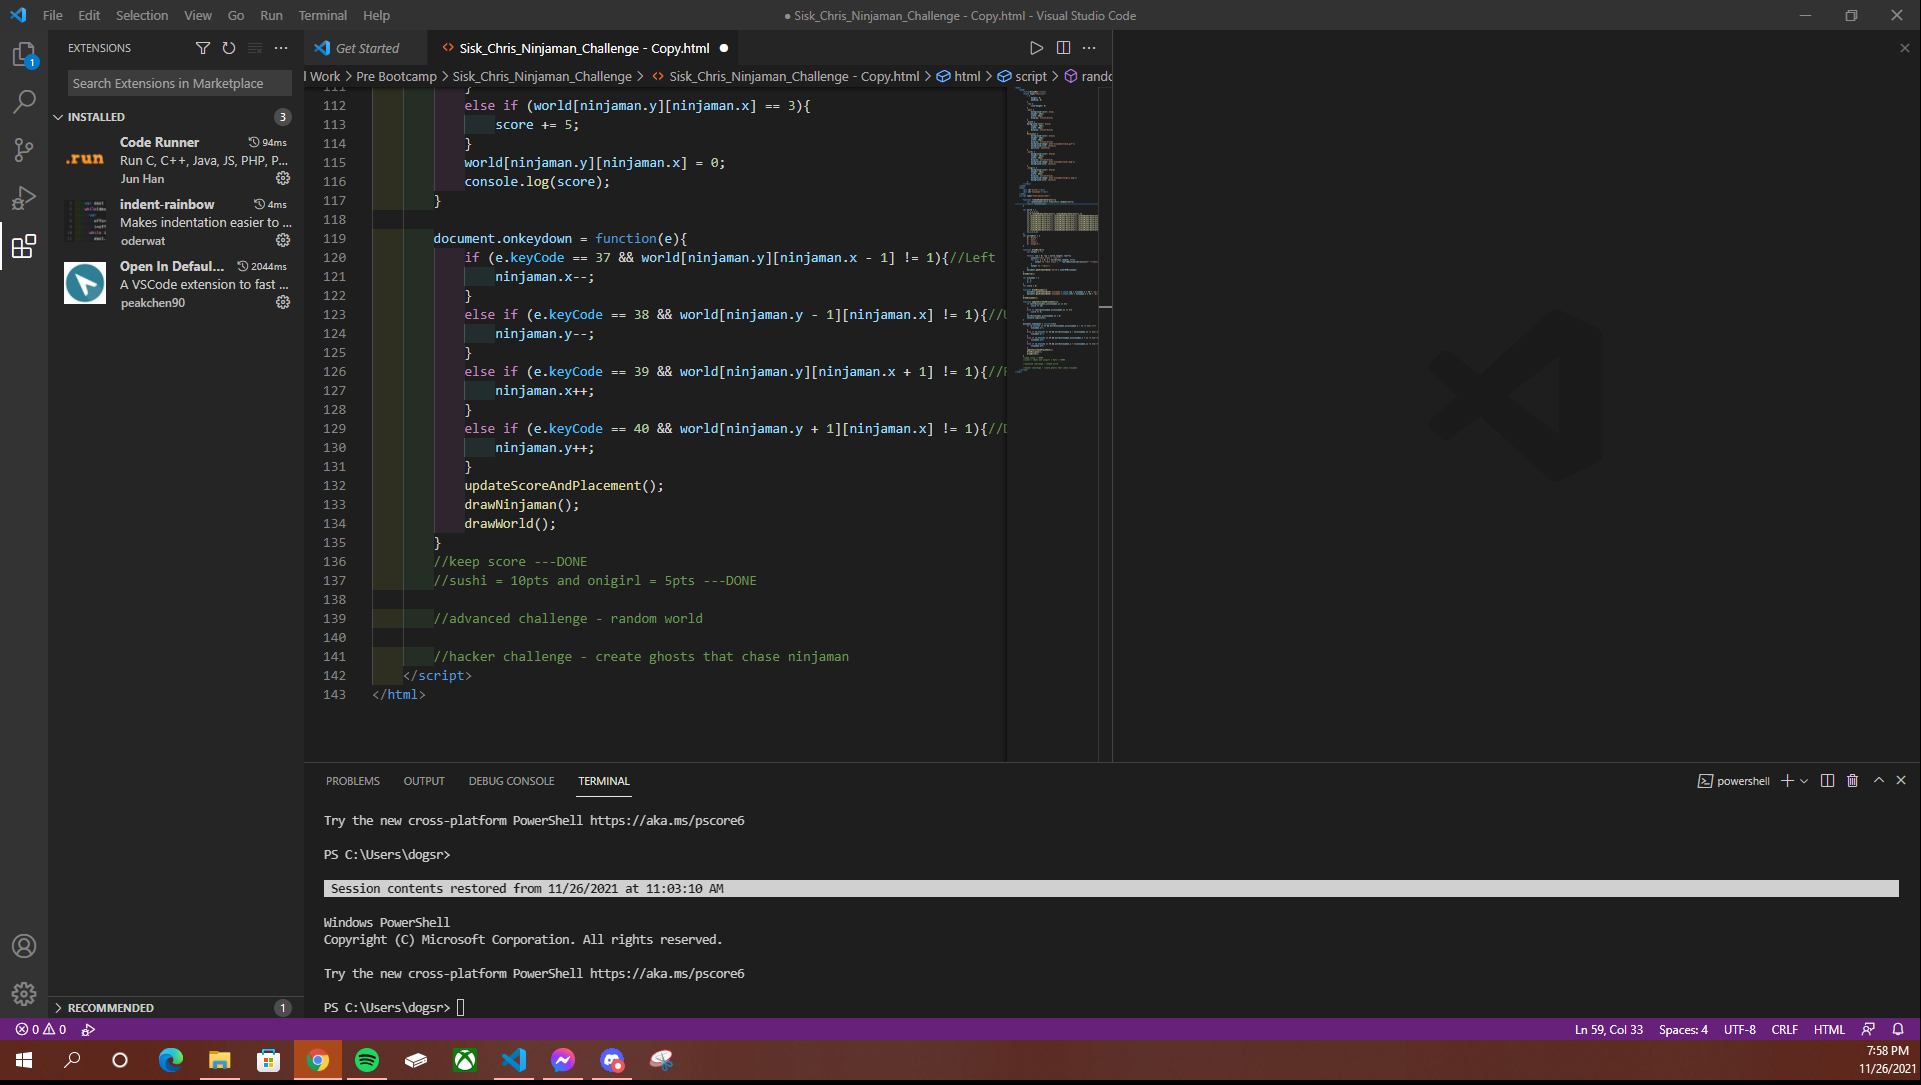 File Edit Selection View Go Run Terminal Help
● Sisk_Chris_Ninjaman_Challenge - Copy.html - Visual Studio Code
EXTENSIONS
Get Started
Sisk_Chris_Ninjaman_Challenge - Copy.html
l Work > Pre Bootcamp > Sisk_Chris_Ninjaman_Challenge > Sisk_Chris_Ninjaman_Challenge - Copy.html > html > script > rando
1
Search Extensions in Marketplace
INSTALLED 3
Code Runner 94ms
.run
Run C, C++, Java, JS, PHP, P...
Jun Han
indent-rainbow 4ms
Makes indentation easier to ...
oderwat
Open In Defaul... 2044ms
A VSCode extension to fast ...
peakchen90
RECOMMENDED 1
111 }
112 else if (world[ninjaman.y][ninjaman.x] == 3){
113 score += 5;
114 }
115 world[ninjaman.y][ninjaman.x] = 0;
116 console.log(score);
117 }
118
119 document.onkeydown = function(e){
120 if (e.keyCode == 37 && world[ninjaman.y][ninjaman.x - 1] != 1){//Left
121 ninjaman.x--;
122 }
123 else if (e.keyCode == 38 && world[ninjaman.y - 1][ninjaman.x] != 1){//U
124 ninjaman.y--;
125 }
126 else if (e.keyCode == 39 && world[ninjaman.y][ninjaman.x + 1] != 1){//R
127 ninjaman.x++;
128 }
129 else if (e.keyCode == 40 && world[ninjaman.y + 1][ninjaman.x] != 1){//D
130 ninjaman.y++;
131 }
132 updateScoreAndPlacement();
133 drawNinjaman();
134 drawWorld();
135 }
136 //keep score ---DONE
137 //sushi = 10pts and onigirl = 5pts ---DONE
138
139 //advanced challenge - random world
140
141 //hacker challenge - create ghosts that chase ninjaman
142 </script>
143 </html>
PROBLEMS OUTPUT DEBUG CONSOLE TERMINAL
powershell
Try the new cross-platform PowerShell https://aka.ms/pscore6
PS C:\Users\dogsr>
Session contents restored from 11/26/2021 at 11:03:10 AM
Windows PowerShell
Copyright (C) Microsoft Corporation. All rights reserved.
Try the new cross-platform PowerShell https://aka.ms/pscore6
PS C:\Users\dogsr>
0 0
Ln 59, Col 33 Spaces: 4 UTF-8 CRLF HTML
7:58 PM
11/26/2021